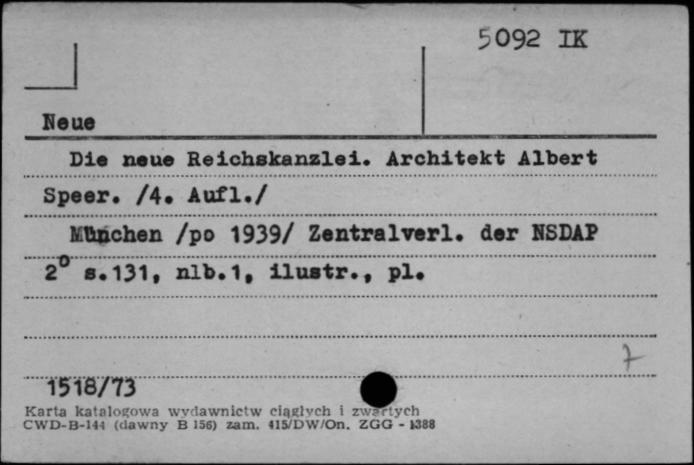 5092 IK
Neue
Die neue Reichskanzlei. Architekt Albert
Speer. /4. Aufl./
München /po 1939/ Zentralverl. der NSDAP
2° s.131, nlb.1, ilustr., pl.
7
1518/73
Karta katalogowa wydawnictw ciągłych i zwartych
CWD-B-144 (dawny B 156) zam. 415/DW/On. ZGG - 1388